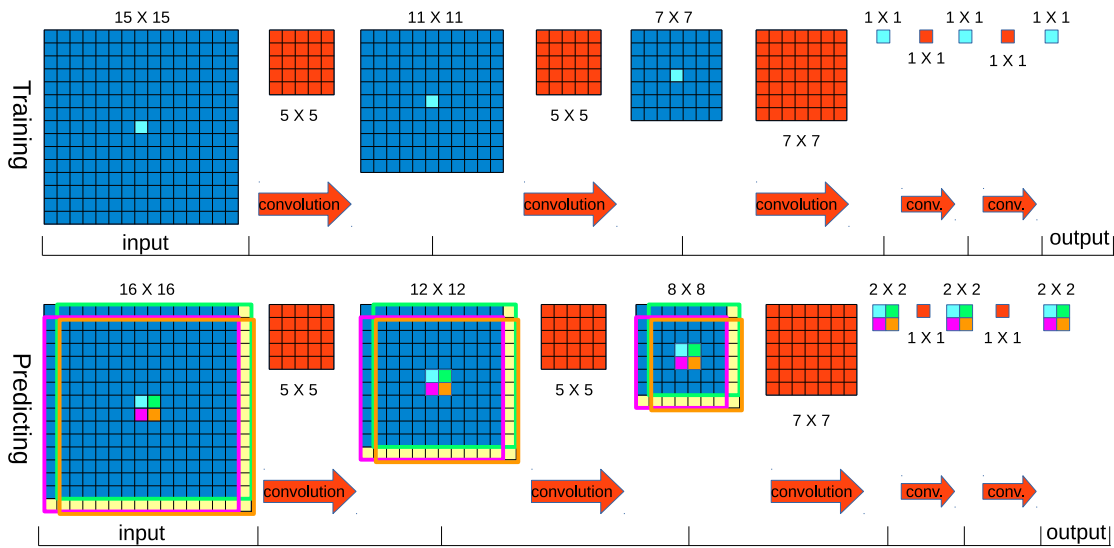 15 X 15
11 X 11
7 X 7
1 X 1
1 X 1
1 X 1
1 X 1
1 X 1
5 X 5
5 X 5
7 X 7
Training
convolution
convolution
convolution
conv.
conv.
input
output
16 X 16
12 X 12
8 X 8
2 X 2
2 X 2
2 X 2
1 X 1
1 X 1
5 X 5
5 X 5
7 X 7
Predicting
convolution
convolution
convolution
conv.
conv.
input
output